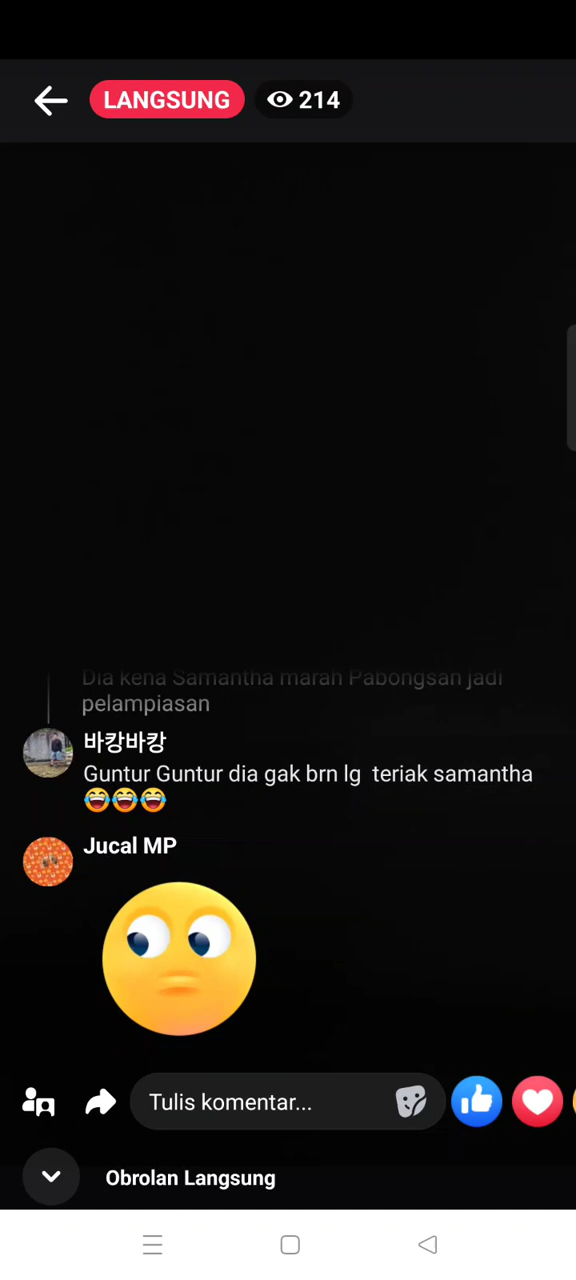 LANGSUNG
214
Dia kena Samantha marah Pabongsan jadi
pelampiasan
바캉바캉
Guntur Guntur dia gak brn lg teriak samantha
😂😂😂
Jucal MP
Tulis komentar...
Obrolan Langsung